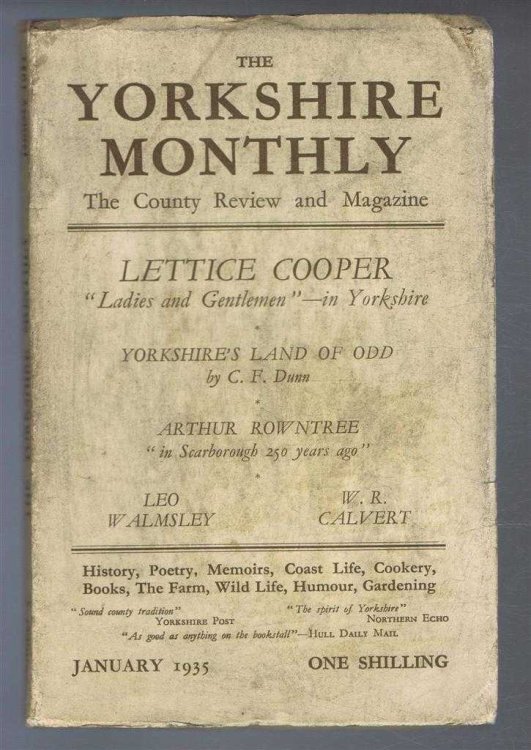 THE
YORKSHIRE
MONTHLY
The County Review and Magazine
LETTICE COOPER
"Ladies and Gentlemen"—in Yorkshire
*
YORKSHIRE'S LAND OF ODD
by C. F. Dunn
*
ARTHUR ROWNTREE
"in Scarborough 250 years ago"
*
LEO WALMSLEY
W. R. CALVERT
History, Poetry, Memoirs, Coast Life, Cookery,
Books, The Farm, Wild Life, Humour, Gardening
"Sound county tradition"
YORKSHIRE POST
"The spirit of Yorkshire"
NORTHERN ECHO
"As good as anything on the bookstall"—HULL DAILY MAIL
JANUARY 1935 ONE SHILLING